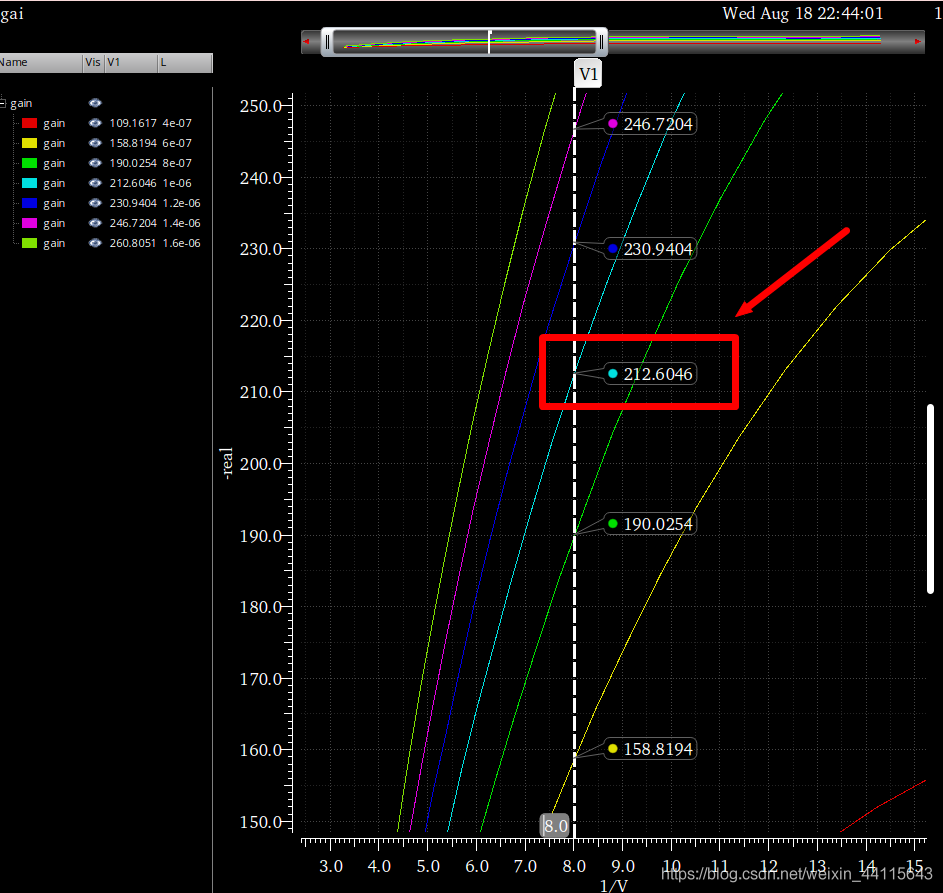 gai
Wed Aug 18 22:44:01 1
Name Vis V1 L
gain
gain 109.1617 4e-07
gain 158.8194 6e-07
gain 190.0254 8e-07
gain 212.6046 1e-06
gain 230.9404 1.2e-06
gain 246.7204 1.4e-06
gain 260.8051 1.6e-06
V1
250.0
246.7204
240.0
230.9404
230.0
220.0
212.6046
210.0
-real
200.0
190.0254
190.0
180.0
170.0
160.0
158.8194
150.0
8.0
3.0 4.0 5.0 6.0 7.0 8.0 9.0 10 11 12 13 14 15
1/V
https://blog.csdn.net/weixin_44115643